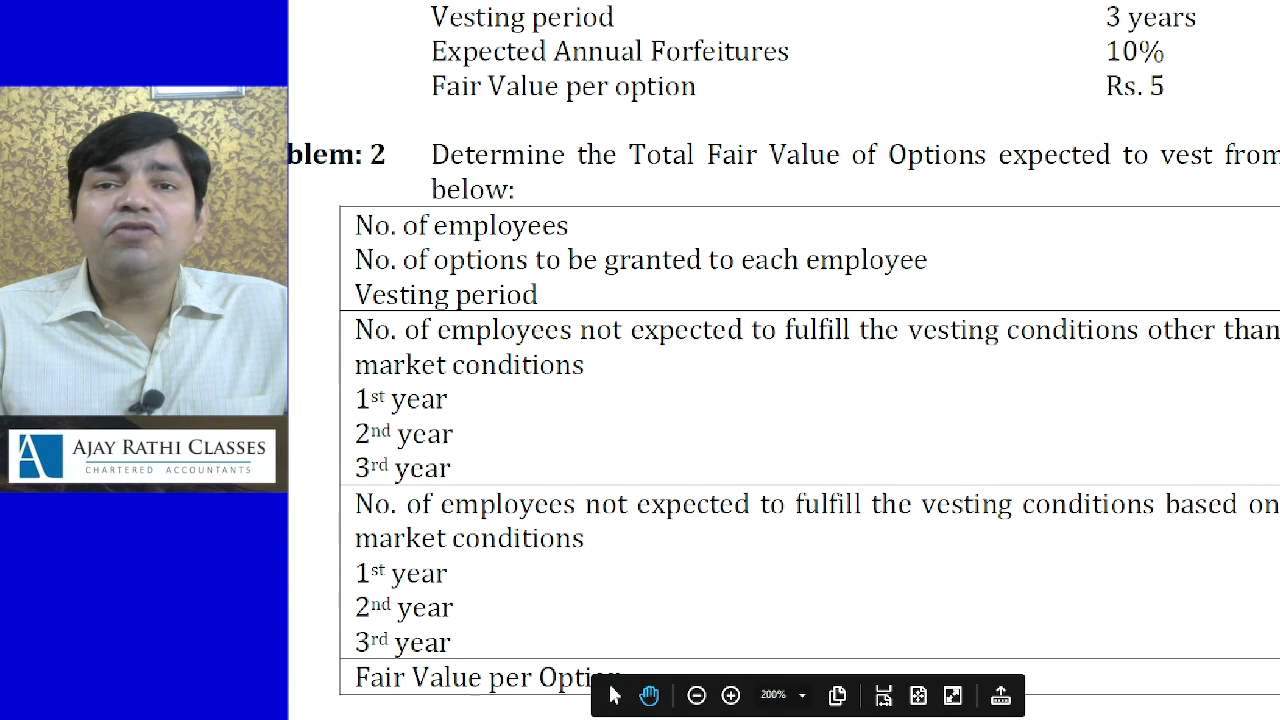 Vesting period 3 years
Expected Annual Forfeitures 10%
Fair Value per option Rs. 5
blem: 2 Determine the Total Fair Value of Options expected to vest from
below:
No. of employees
No. of options to be granted to each employee
Vesting period
No. of employees not expected to fulfill the vesting conditions other than
market conditions
1st year
2nd year
3rd year
No. of employees not expected to fulfill the vesting conditions based on
market conditions
1st year
2nd year
3rd year
Fair Value per Option
AJAY RATHI CLASSES
CHARTERED ACCOUNTANTS
200%